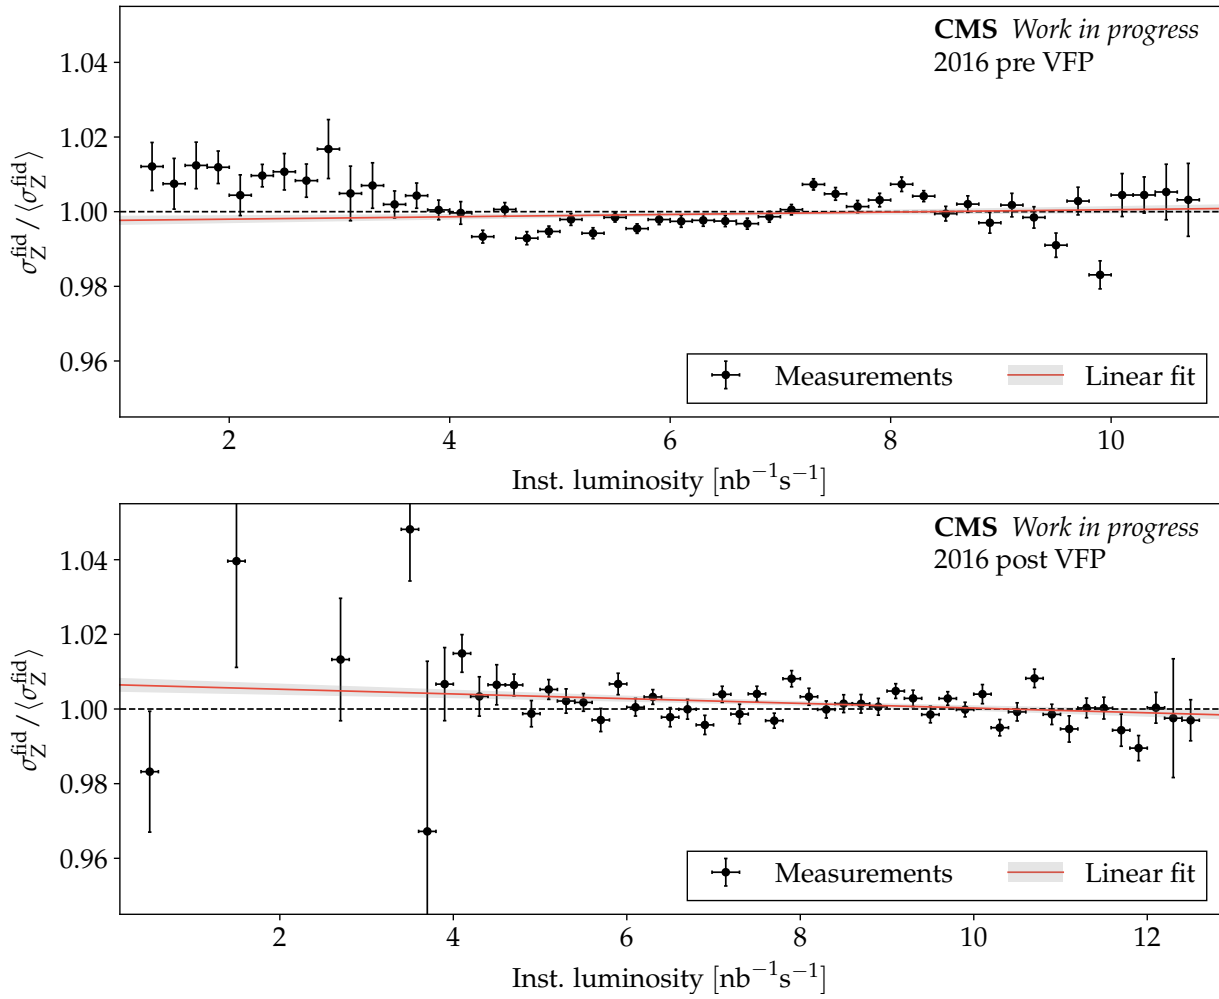 CMS Work in progress
2016 pre VFP
1.04
1.02
1.00
0.98
0.96
σ_Z^fid / ⟨σ_Z^fid⟩
Measurements
Linear fit
2 4 6 8 10
Inst. luminosity [nb⁻¹s⁻¹]
CMS Work in progress
2016 post VFP
1.04
1.02
1.00
0.98
0.96
σ_Z^fid / ⟨σ_Z^fid⟩
Measurements
Linear fit
2 4 6 8 10 12
Inst. luminosity [nb⁻¹s⁻¹]